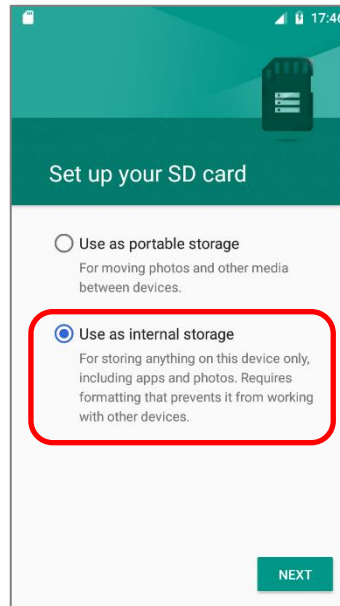 17:46
Set up your SD card
Use as portable storage
For moving photos and other media
between devices.
Use as internal storage
For storing anything on this device only,
including apps and photos. Requires
formatting that prevents it from working
with other devices.
NEXT